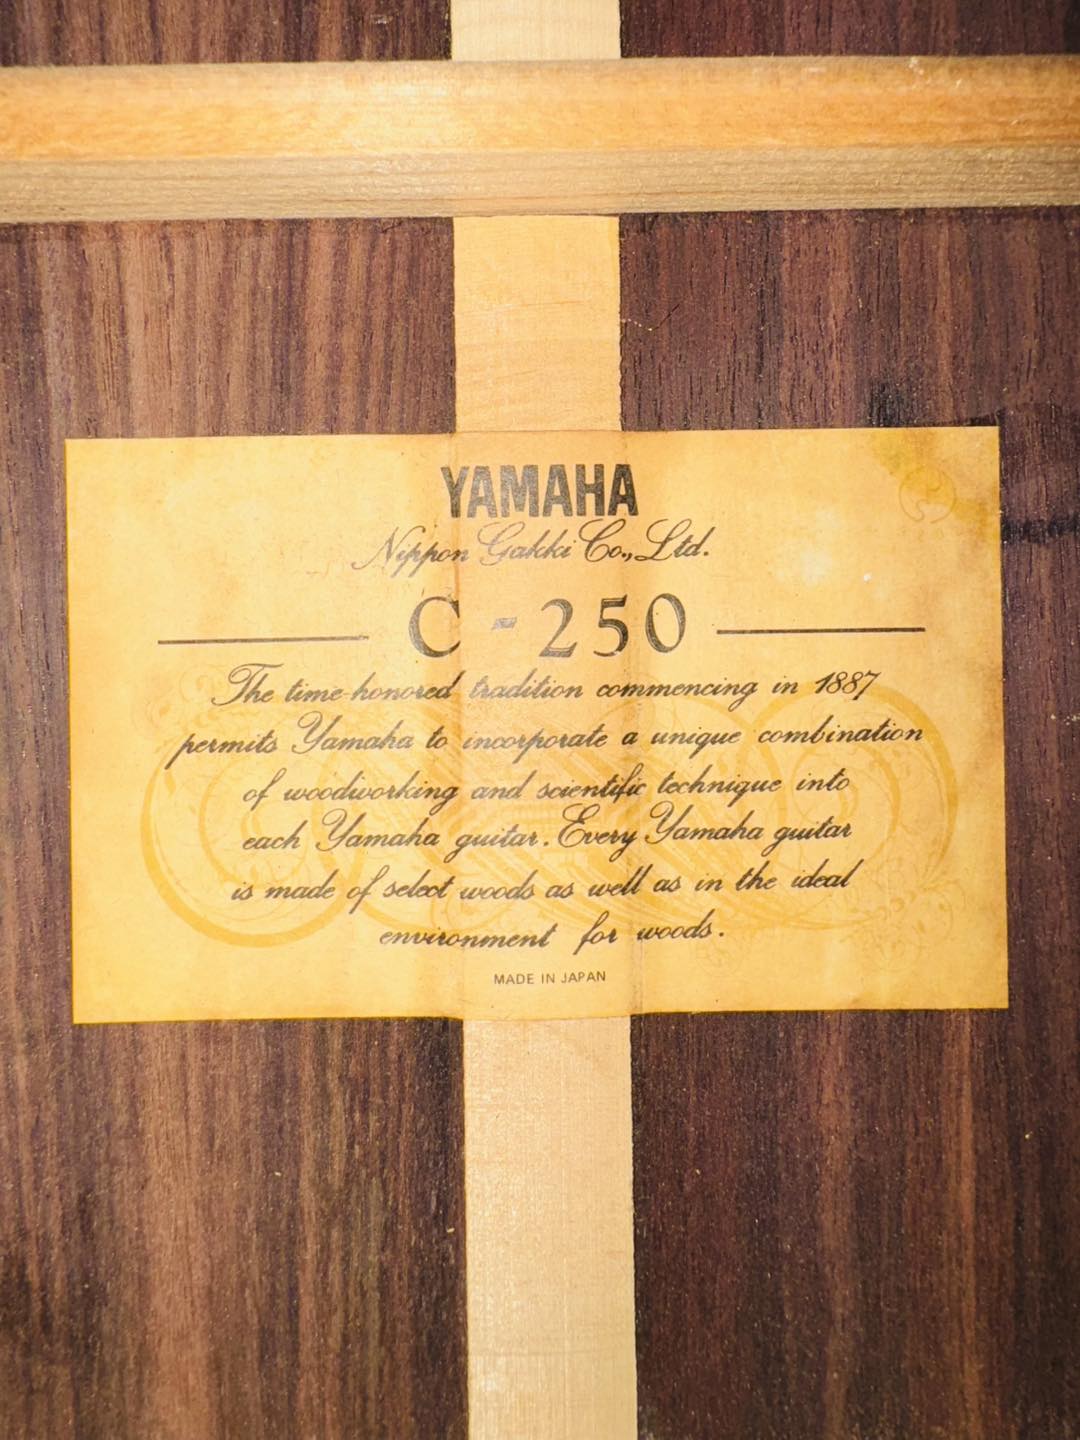 YAMAHA
Nippon Gakki Co., Ltd.
C-250
The time-honored tradition commencing in 1887
permits Yamaha to incorporate a unique combination
of woodworking and scientific technique into
each Yamaha guitar. Every Yamaha guitar
is made of select woods as well as in the ideal
environment for woods.
MADE IN JAPAN